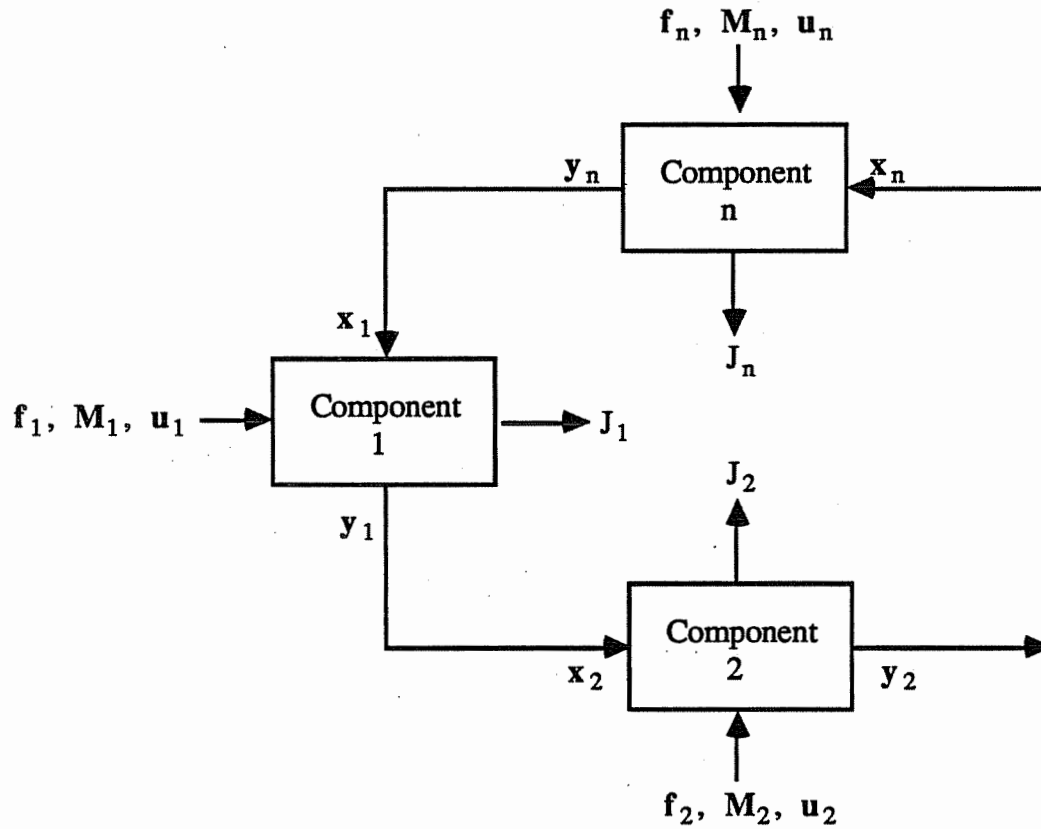 f_n, M_n, u_n
Component
n
y_n
x_n
J_n
x_1
f_1, M_1, u_1
Component
1
J_1
y_1
J_2
Component
2
x_2
y_2
f_2, M_2, u_2